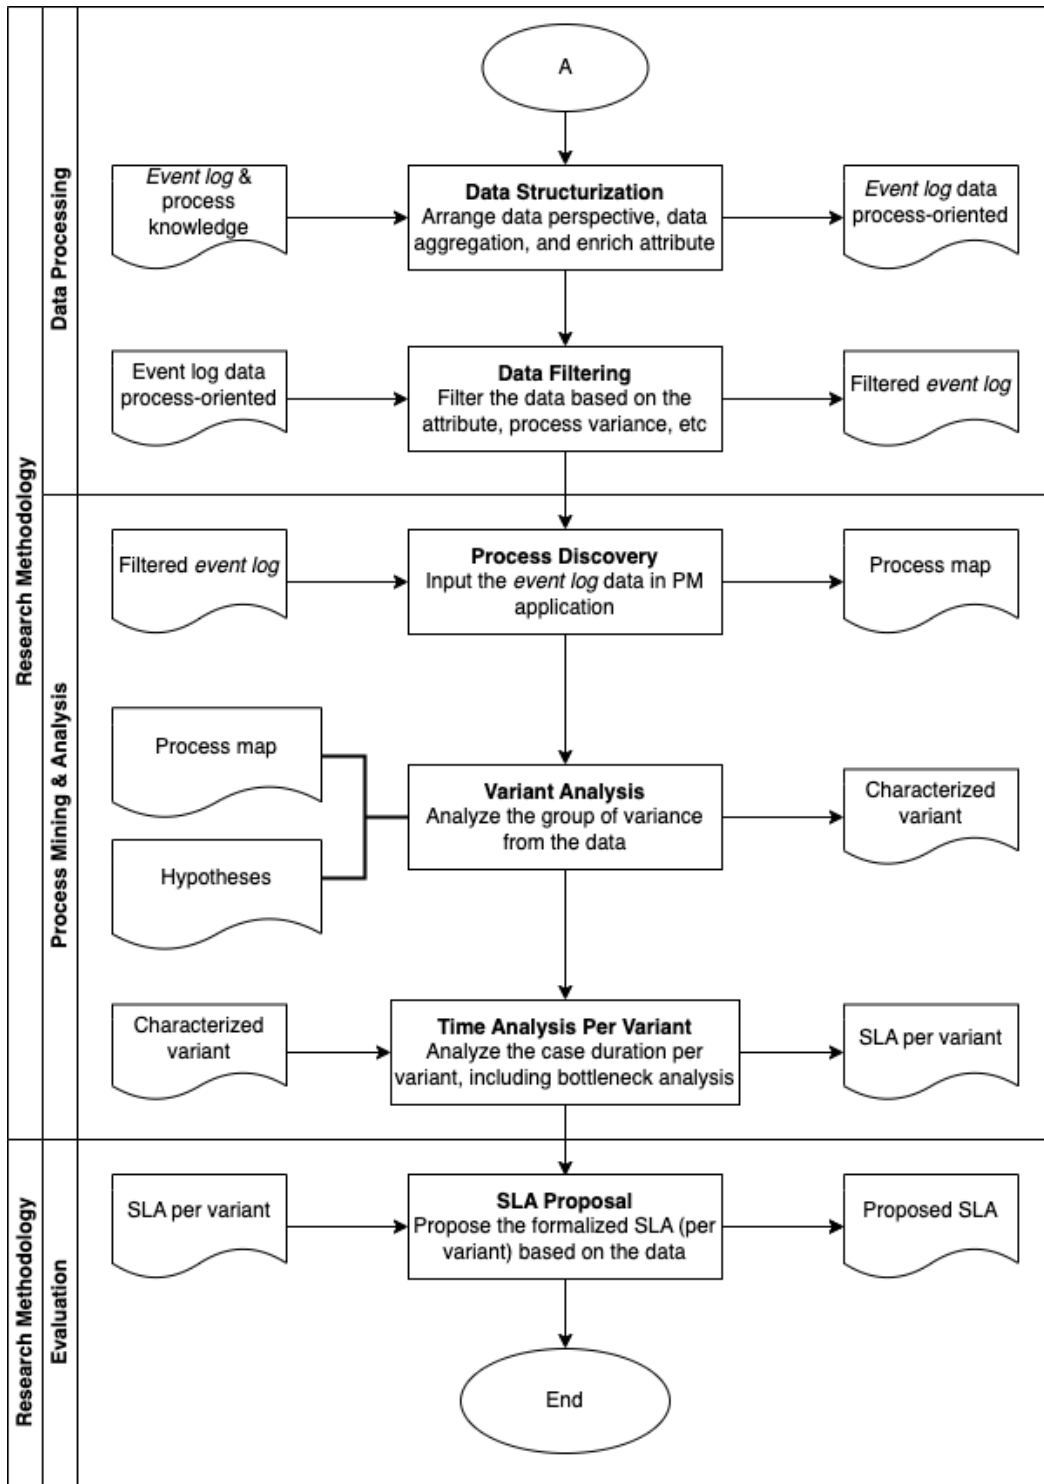 A
Data Processing
Event log &
process
knowledge
Data Structurization
Arrange data perspective, data
aggregation, and enrich attribute
Event log data
process-oriented
Event log data
process-oriented
Data Filtering
Filter the data based on the
attribute, process variance, etc
Filtered event log
Research Methodology
Process Mining & Analysis
Filtered event log
Process Discovery
Input the event log data in PM
application
Process map
Process map
Hypotheses
Variant Analysis
Analyze the group of variance
from the data
Characterized
variant
Characterized
variant
Time Analysis Per Variant
Analyze the case duration per
variant, including bottleneck analysis
SLA per variant
Research Methodology
Evaluation
SLA per variant
SLA Proposal
Propose the formalized SLA (per
variant) based on the data
Proposed SLA
End